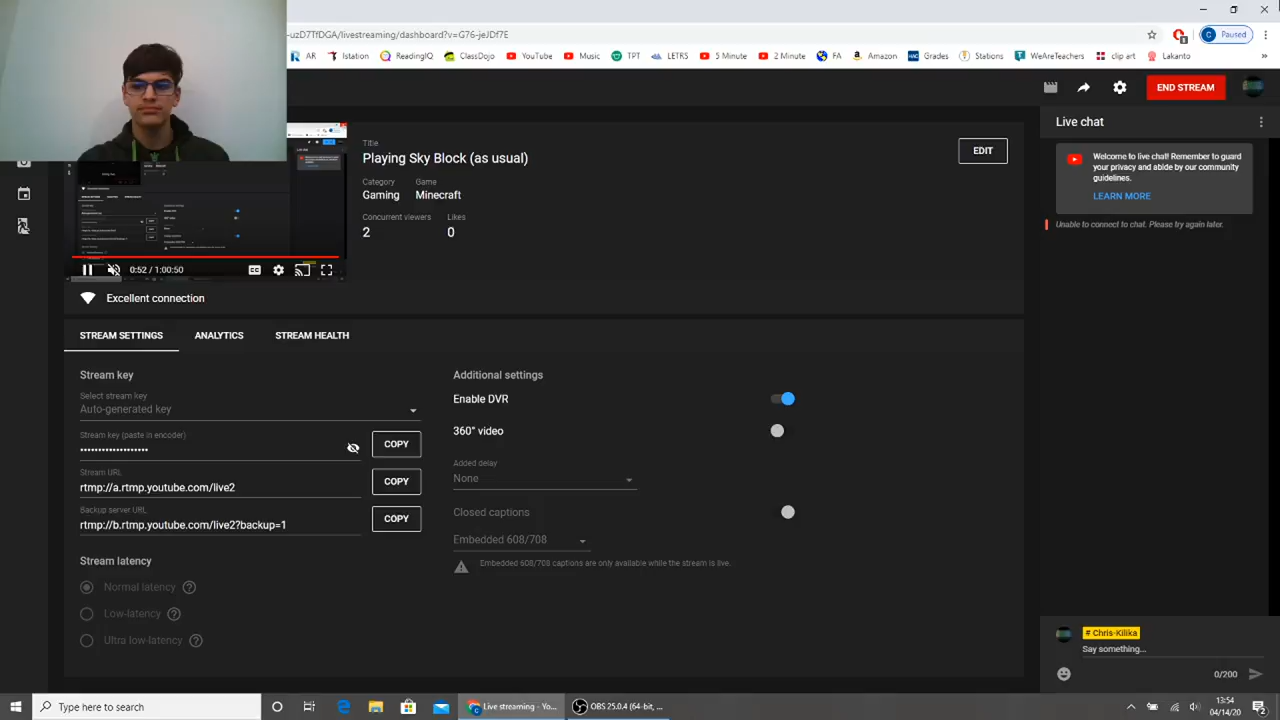 -uzD7TfDGA/livestreaming/dashboard?v=G76-jeJDf7E
Paused
AR
Istation
ReadingIQ
ClassDojo
YouTube
Music
TPT
LETRS
5 Minute
2 Minute
FA
Amazon
Grades
Stations
WeAreTeachers
clip art
Lakanto
»
END STREAM
Title
Playing Sky Block (as usual)
EDIT
Category
Game
Gaming
Minecraft
Concurrent viewers
Likes
2
0
0:52 / 1:00:50
Excellent connection
STREAM SETTINGS
ANALYTICS
STREAM HEALTH
Stream key
Select stream key
Auto-generated key
Stream key (paste in encoder)
••••••••••••••••••
COPY
Stream URL
rtmp://a.rtmp.youtube.com/live2
COPY
Backup server URL
rtmp://b.rtmp.youtube.com/live2?backup=1
COPY
Stream latency
Normal latency
Low-latency
Ultra low-latency
Additional settings
Enable DVR
360° video
Added delay
None
Closed captions
Embedded 608/708
Embedded 608/708 captions are only available while the stream is live.
Live chat
Welcome to live chat! Remember to guard
your privacy and abide by our community
guidelines.
LEARN MORE
Unable to connect to chat. Please try again later.
# Chris-Kilika
Say something...
0/200
Type here to search
Live streaming - Yo...
OBS 25.0.4 (64-bit, ...
13:54
04/14/20
2